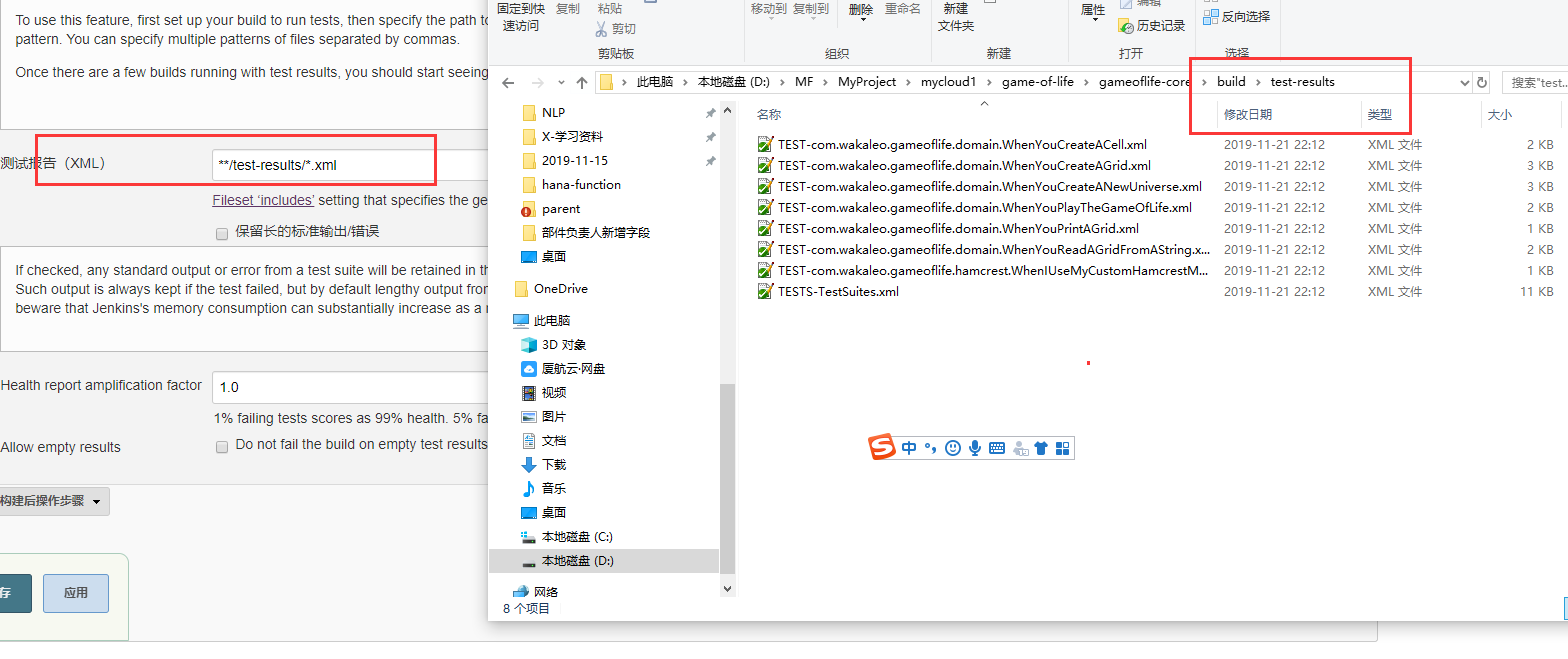 To use this feature, first set up your build to run tests, then specify the path to
pattern. You can specify multiple patterns of files separated by commas.
Once there are a few builds running with test results, you should start seeing
测试报告（XML）
**/test-results/*.xml
Fileset 'includes' setting that specifies the ge
保留长的标准输出/错误
If checked, any standard output or error from a test suite will be retained in th
Such output is always kept if the test failed, but by default lengthy output from
beware that Jenkins's memory consumption can substantially increase as a
Health report amplification factor
1.0
1% failing tests scores as 99% health. 5% fa
Allow empty results
Do not fail the build on empty test results
构建后操作步骤
存
应用
固定到快
速访问
复制
粘贴
剪切
剪贴板
移动到
复制到
删除
重命名
组织
新建
文件夹
新建
属性
编辑
历史记录
打开
反向选择
选择
此电脑 本地磁盘 (D:) MF MyProject mycloud1 game-of-life gameoflife-core build test-results
搜索"test...
名称 修改日期 类型 大小
NLP
X-学习资料
2019-11-15
hana-function
parent
部件负责人新增字段
桌面
OneDrive
此电脑
3D 对象
厦航云·网盘
视频
图片
文档
下载
音乐
桌面
本地磁盘 (C:)
本地磁盘 (D:)
网络
TEST-com.wakaleo.gameoflife.domain.WhenYouCreateACell.xml 2019-11-21 22:12 XML 文件 2 KB
TEST-com.wakaleo.gameoflife.domain.WhenYouCreateAGrid.xml 2019-11-21 22:12 XML 文件 3 KB
TEST-com.wakaleo.gameoflife.domain.WhenYouCreateANewUniverse.xml 2019-11-21 22:12 XML 文件 3 KB
TEST-com.wakaleo.gameoflife.domain.WhenYouPlayTheGameOfLife.xml 2019-11-21 22:12 XML 文件 2 KB
TEST-com.wakaleo.gameoflife.domain.WhenYouPrintAGrid.xml 2019-11-21 22:12 XML 文件 1 KB
TEST-com.wakaleo.gameoflife.domain.WhenYouReadAGridFromAString.x... 2019-11-21 22:12 XML 文件 2 KB
TEST-com.wakaleo.gameoflife.hamcrest.WhenIUseMyCustomHamcrestM... 2019-11-21 22:12 XML 文件 1 KB
TESTS-TestSuites.xml 2019-11-21 22:12 XML 文件 11 KB
中
8 个项目